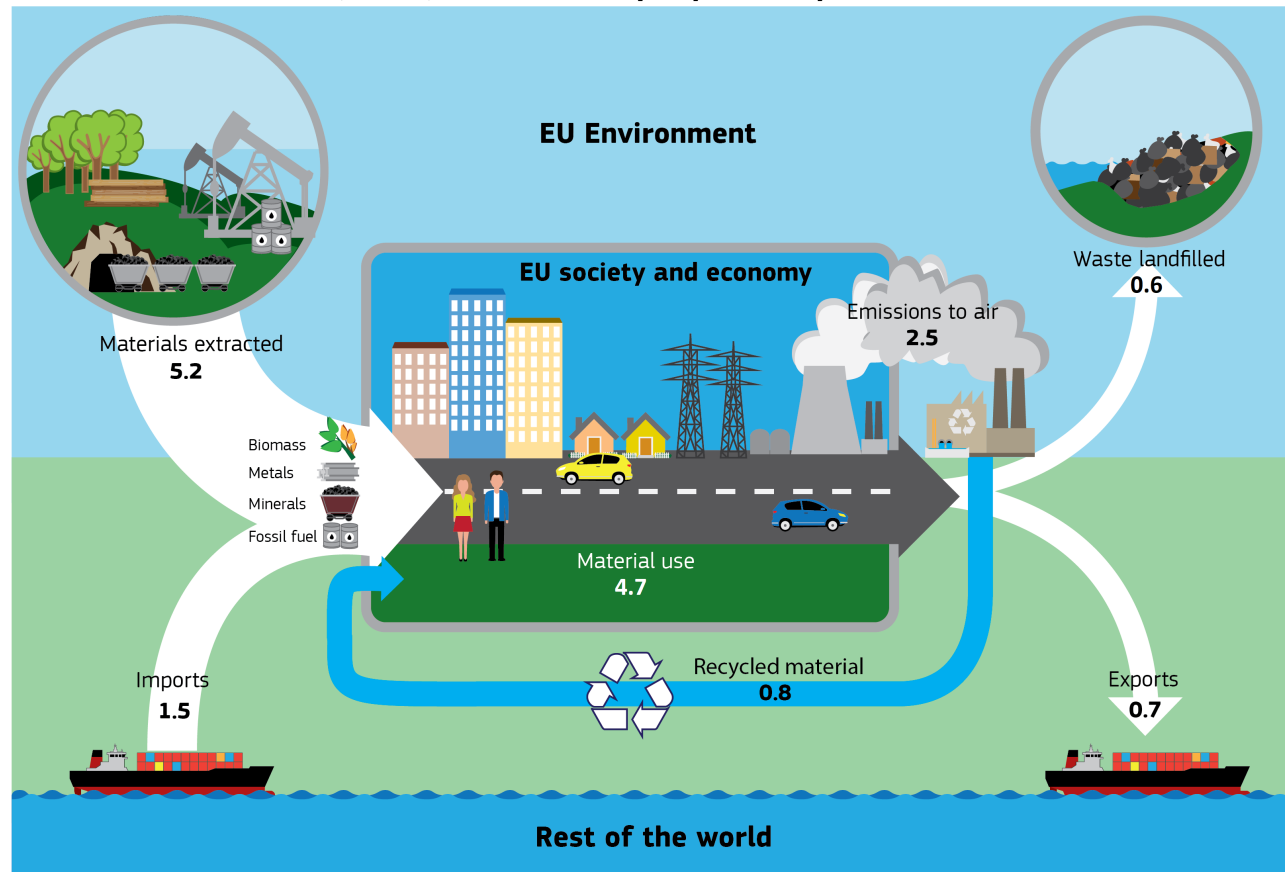 EU Environment
EU society and economy
Materials extracted
5.2
Biomass
Metals
Minerals
Fossil fuel
Imports
1.5
Material use
4.7
Emissions to air
2.5
Waste landfilled
0.6
Recycled material
0.8
Exports
0.7
Rest of the world